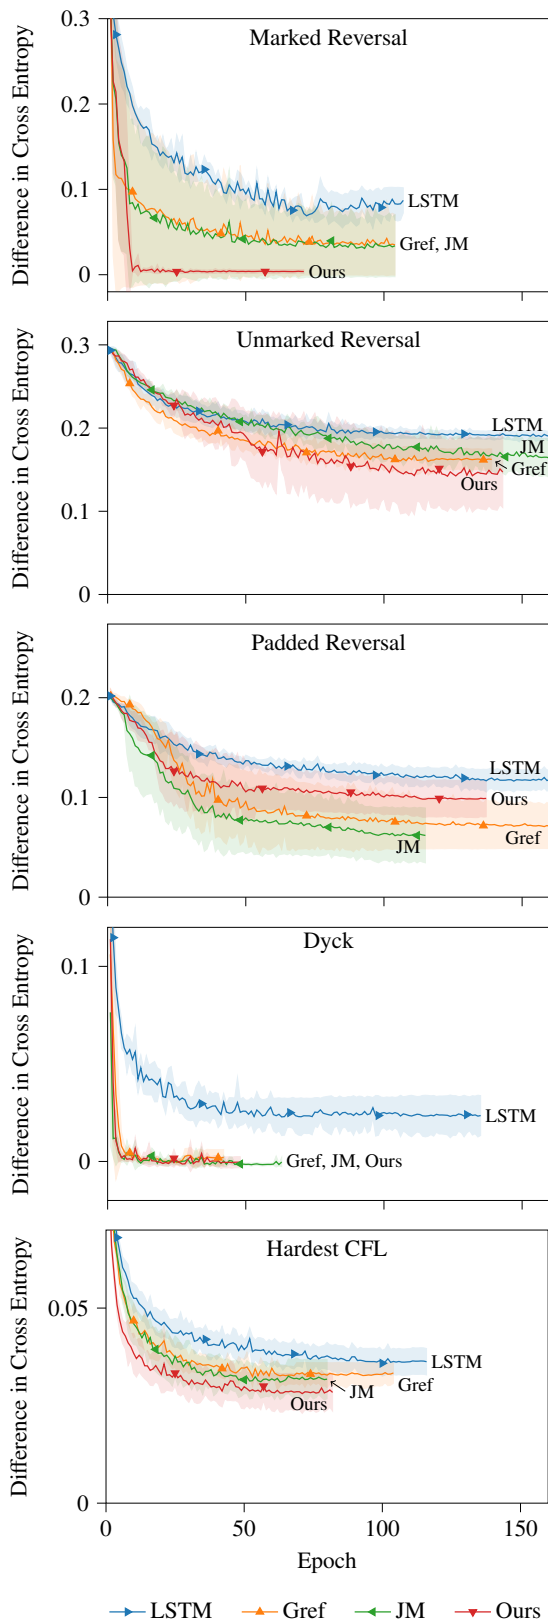 Marked Reversal
Difference in Cross Entropy
0.3
0.2
0.1
0
LSTM
Gref, JM
Ours
Unmarked Reversal
Difference in Cross Entropy
0.3
0.2
0.1
0
LSTM
JM
Gref
Ours
Padded Reversal
Difference in Cross Entropy
0.2
0.1
0
LSTM
Ours
Gref
JM
Dyck
Difference in Cross Entropy
0.1
0
LSTM
Gref, JM, Ours
Hardest CFL
Difference in Cross Entropy
0.05
0
LSTM
Gref
JM
Ours
0 50 100 150
Epoch
LSTM Gref JM Ours